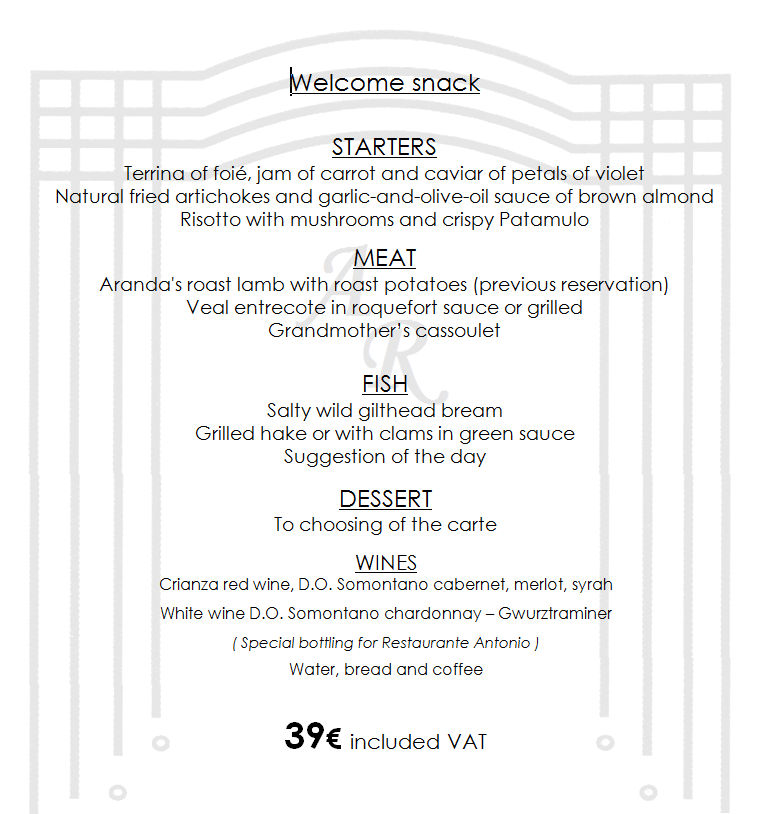 Welcome snack
STARTERS
Terrina of foié, jam of carrot and caviar of petals of violet
Natural fried artichokes and garlic-and-olive-oil sauce of brown almond
Risotto with mushrooms and crispy Patamulo
MEAT
Aranda's roast lamb with roast potatoes (previous reservation)
Veal entrecote in roquefort sauce or grilled
Grandmother’s cassoulet
AR
FISH
Salty wild gilthead bream
Grilled hake or with clams in green sauce
Suggestion of the day
DESSERT
To choosing of the carte
WINES
Crianza red wine, D.O. Somontano cabernet, merlot, syrah
White wine D.O. Somontano chardonnay – Gwurztraminer
( Special bottling for Restaurante Antonio )
Water, bread and coffee
39€ included VAT